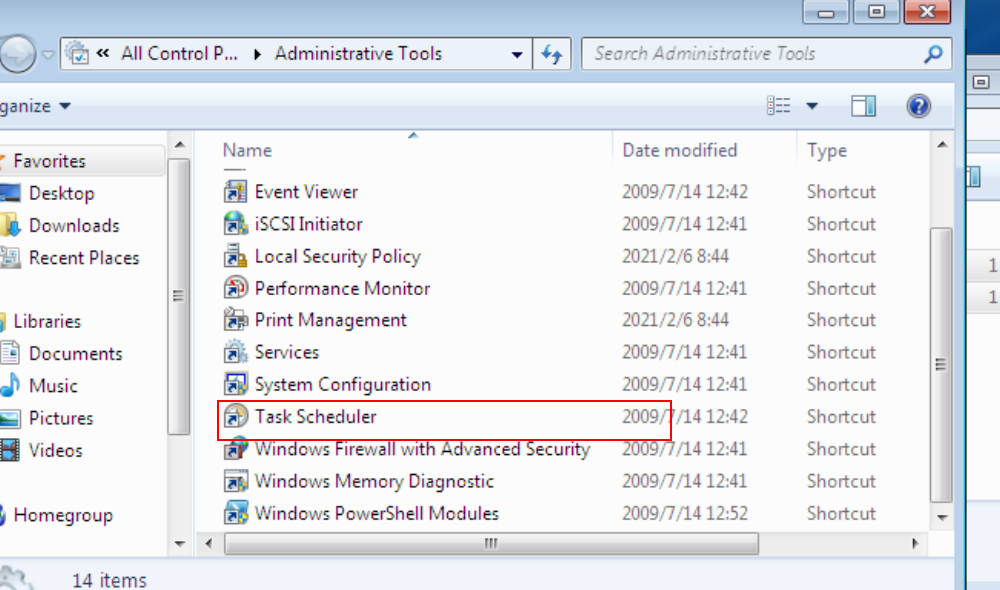 « All Control P... Administrative Tools Search Administrative Tools
ganize
Favorites
Desktop
Downloads
Recent Places
Libraries
Documents
Music
Pictures
Videos
Homegroup
Name Date modified Type
Event Viewer 2009/7/14 12:42 Shortcut
iSCSI Initiator 2009/7/14 12:41 Shortcut
Local Security Policy 2021/2/6 8:44 Shortcut
Performance Monitor 2009/7/14 12:41 Shortcut
Print Management 2021/2/6 8:44 Shortcut
Services 2009/7/14 12:41 Shortcut
System Configuration 2009/7/14 12:41 Shortcut
Task Scheduler 2009/7/14 12:42 Shortcut
Windows Firewall with Advanced Security 2009/7/14 12:41 Shortcut
Windows Memory Diagnostic 2009/7/14 12:41 Shortcut
Windows PowerShell Modules 2009/7/14 12:52 Shortcut
14 items
1
1